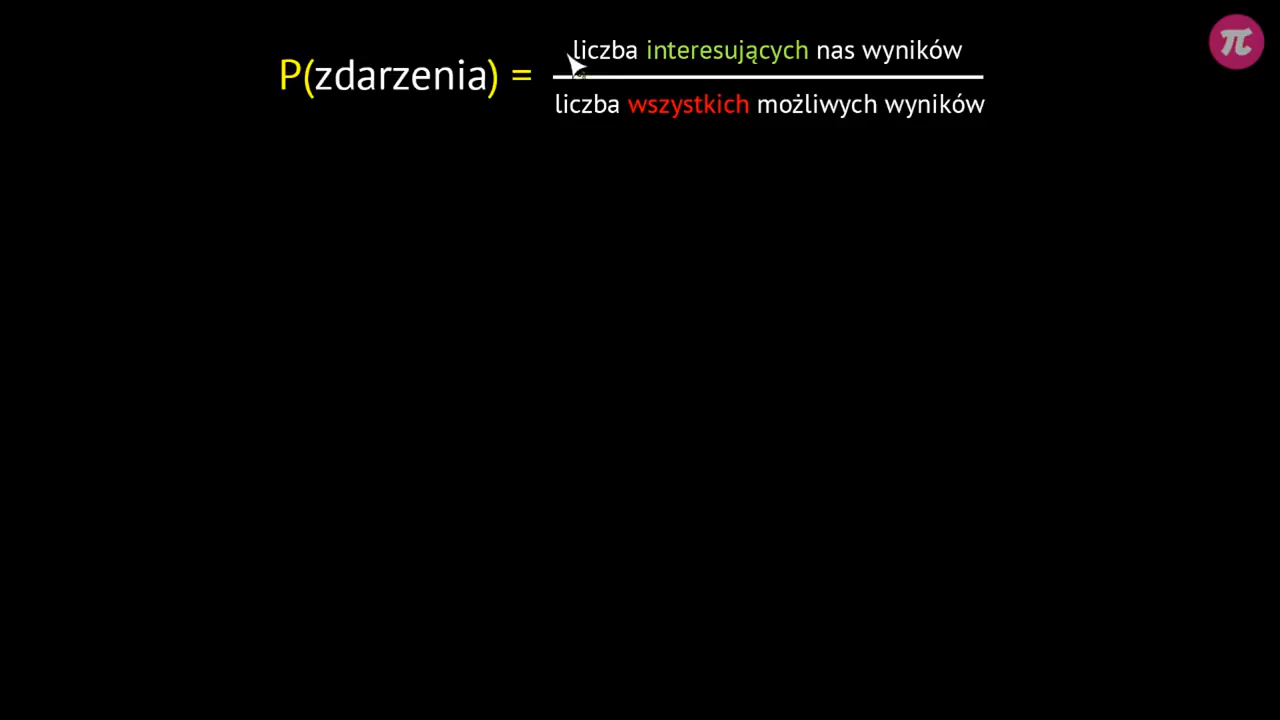 liczba interesujących nas wyników
P(zdarzenia) =
liczba wszystkich możliwych wyników
π